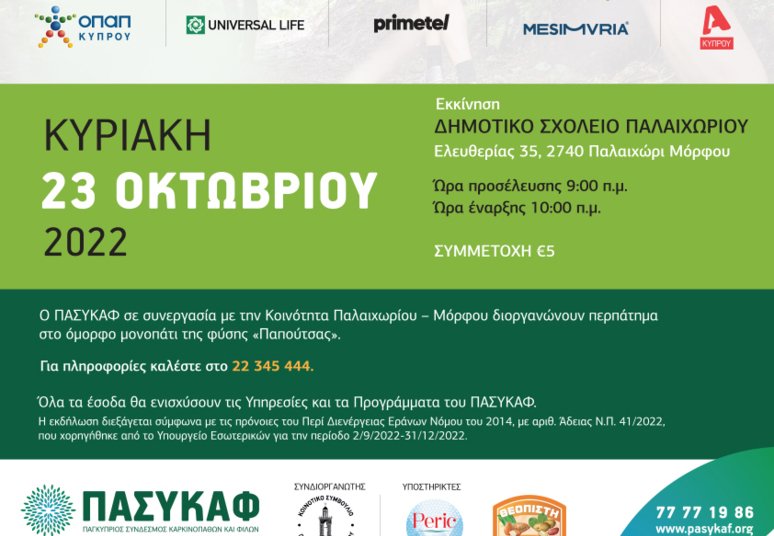 ΟΠΑΠ
ΚΥΠΡΟΥ
UNIVERSAL LIFE
primetel
MESIMVRIA
ΚΥΠΡΟΥ
ΚΥΡΙΑΚΗ
23 ΟΚΤΩΒΡΙΟΥ
2022
Εκκίνηση
ΔΗΜΟΤΙΚΟ ΣΧΟΛΕΙΟ ΠΑΛΑΙΧΩΡΙΟΥ
Ελευθερίας 35, 2740 Παλαιχώρι Μόρφου
Ώρα προσέλευσης 9:00 π.μ.
Ώρα έναρξης 10:00 π.μ.
ΣΥΜΜΕΤΟΧΗ €5
Ο ΠΑΣΥΚΑΦ σε συνεργασία με την Κοινότητα Παλαιχωρίου – Μόρφου διοργανώνουν περπάτημα
στο όμορφο μονοπάτι της φύσης «Παπούτσας».
Για πληροφορίες καλέστε στο 22 345 444.
Όλα τα έσοδα θα ενισχύσουν τις Υπηρεσίες και τα Προγράμματα του ΠΑΣΥΚΑΦ.
Η εκδήλωση διεξάγεται σύμφωνα με τις πρόνοιες του Περί Διενέργειας Εράνων Νόμου του 2014, με αριθ. Άδειας Ν.Π. 41/2022,
που χορηγήθηκε από το Υπουργείο Εσωτερικών για την περίοδο 2/9/2022-31/12/2022.
ΠΑΣΥΚΑΦ
ΠΑΓΚΥΠΡΙΟΣ ΣΥΝΔΕΣΜΟΣ ΚΑΡΚΙΝΟΠΑΘΩΝ ΚΑΙ ΦΙΛΩΝ
ΣΥΝΔΙΟΡΓΑΝΩΤΗΣ
ΚΟΙΝΟΤΙΚΟ ΣΥΜΒΟΥΛΙΟ
ΥΠΟΣΤΗΡΙΚΤΕΣ
Peric
ΘΕΟΠΙΣΤΗ
77 77 19 86
www.pasykaf.org